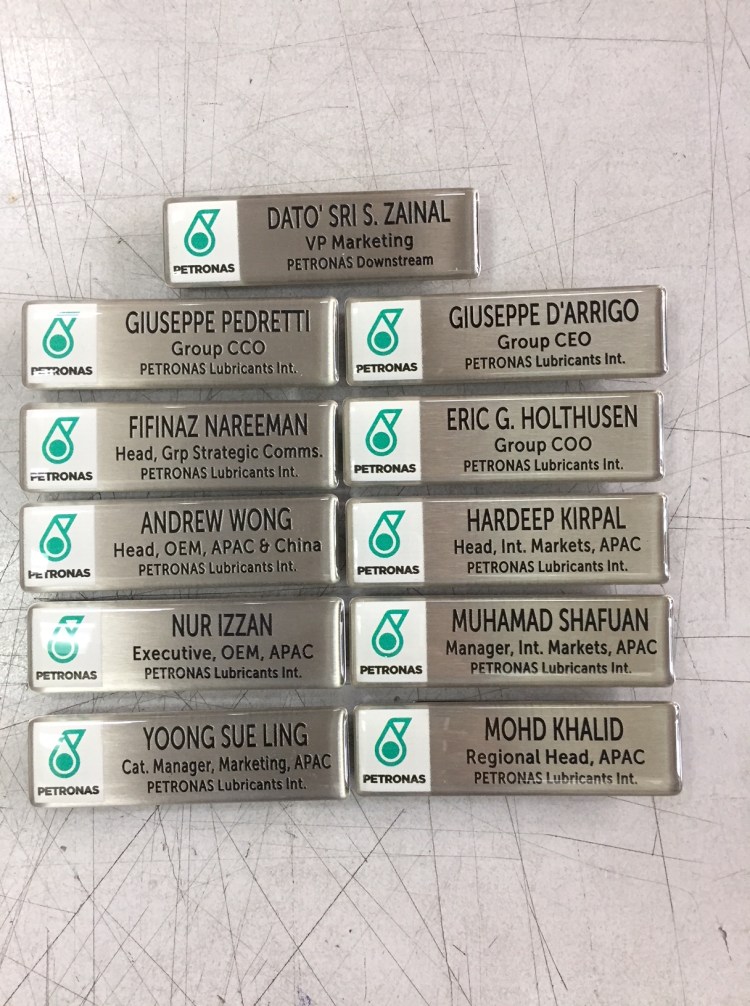 PETRONAS
DATO' SRI S. ZAINAL
VP Marketing
PETRONAS Downstream
PETRONAS
GIUSEPPE PEDRETTI
Group CCO
PETRONAS Lubricants Int.
PETRONAS
GIUSEPPE D'ARRIGO
Group CEO
PETRONAS Lubricants Int.
PETRONAS
FIFINAZ NAREEMAN
Head, Grp Strategic Comms.
PETRONAS Lubricants Int.
PETRONAS
ERIC G. HOLTHUSEN
Group COO
PETRONAS Lubricants Int.
PETRONAS
ANDREW WONG
Head, OEM, APAC & China
PETRONAS Lubricants Int.
PETRONAS
HARDEEP KIRPAL
Head, Int. Markets, APAC
PETRONAS Lubricants Int.
PETRONAS
NUR IZZAN
Executive, OEM, APAC
PETRONAS Lubricants Int.
PETRONAS
MUHAMAD SHAFUAN
Manager, Int. Markets, APAC
PETRONAS Lubricants Int.
PETRONAS
YOONG SUE LING
Cat. Manager, Marketing, APAC
PETRONAS Lubricants Int.
PETRONAS
MOHD KHALID
Regional Head, APAC
PETRONAS Lubricants Int.